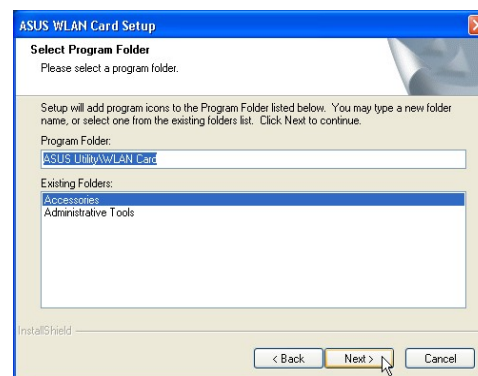 ASUS WLAN Card Setup
Select Program Folder
Please select a program folder.
Setup will add program icons to the Program Folder listed below. You may type a new folder
name, or select one from the existing folders list. Click Next to continue.
Program Folder:
ASUS Utility\WLAN Card
Existing Folders:
Accessories
Administrative Tools
InstallShield
< Back Next > Cancel